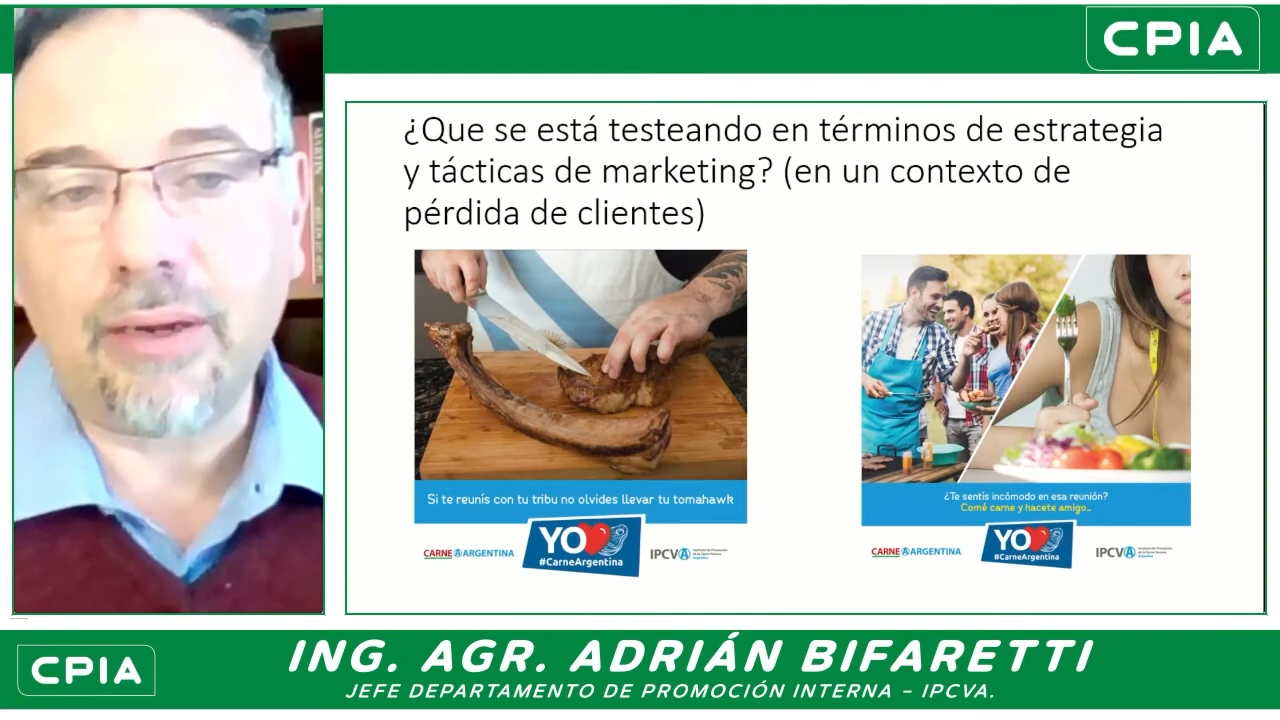 CPIA
¿Que se está testeando en términos de estrategia
y tácticas de marketing? (en un contexto de
pérdida de clientes)
Si te reunís con tu tribu no olvides llevar tu tomahawk
CARNE ARGENTINA
YO
#CarneArgentina
IPCVA
¿Te sentís incómodo en esa reunión?
Comé carne y hacete amigo...
CARNE ARGENTINA
YO
#CarneArgentina
IPCVA
CPIA
ING. AGR. ADRIÁN BIFARETTI
JEFE DEPARTAMENTO DE PROMOCIÓN INTERNA - IPCVA.